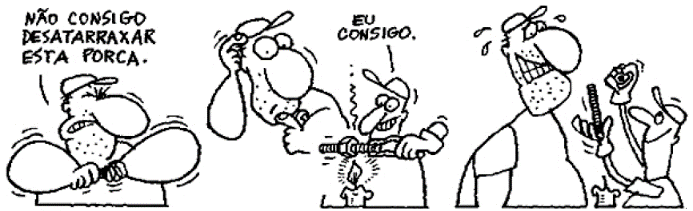 NÃO CONSIGO
DESATARRAXAR
ESTA PORCA.
EU
CONSIGO.